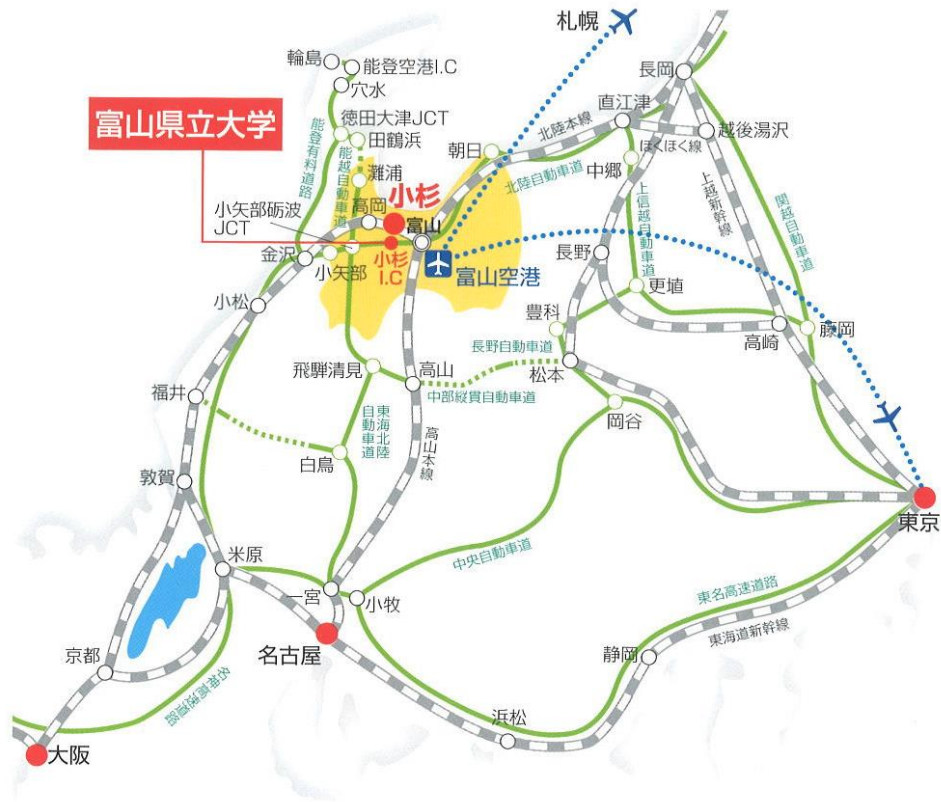 札幌
輪島
能登空港I.C
穴水
長岡
直江津
徳田大津JCT
富山県立大学
田鶴浜
越後湯沢
北陸本線
朝日
ほくほく線
能登有料道路
能越自動車道
灘浦
北陸自動車道
中郷
上信越自動車道
上越新幹線
関越自動車道
小杉
高岡
小矢部砺波
JCT
富山
金沢
小矢部
小杉
I.C
富山空港
長野
更埴
小松
豊科
高崎
藤岡
長野自動車道
飛騨清見
高山
松本
中部縦貫自動車道
福井
岡谷
東海北陸
自動車道
高山本線
白鳥
敦賀
東京
米原
中央自動車道
一宮
小牧
東名高速道路
東海道新幹線
名古屋
静岡
京都
名神高速道路
浜松
大阪